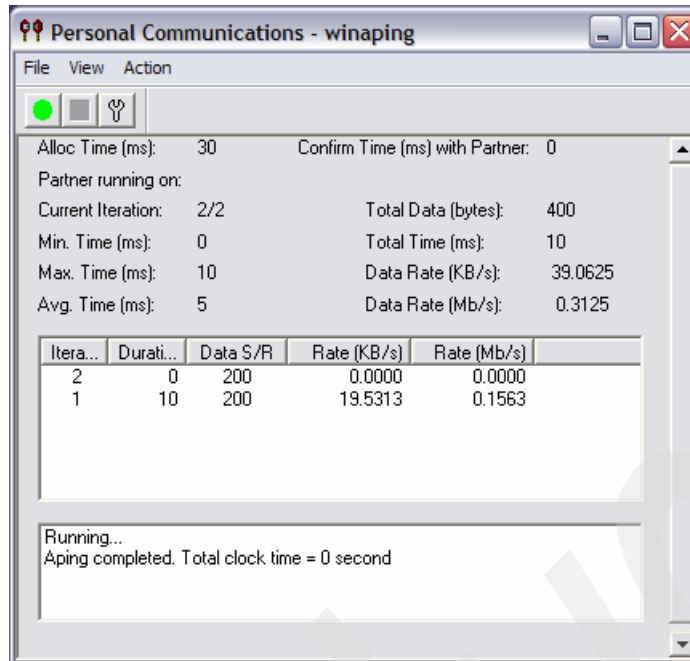 Personal Communications - winaping
File View Action
Alloc Time (ms): 30 Confirm Time (ms) with Partner: 0
Partner running on:
Current Iteration: 2/2 Total Data (bytes): 400
Min. Time (ms): 0 Total Time (ms): 10
Max. Time (ms): 10 Data Rate (KB/s): 39.0625
Avg. Time (ms): 5 Data Rate (Mb/s): 0.3125
Itera... Durati... Data S/R Rate (KB/s) Rate (Mb/s)
2 0 200 0.0000 0.0000
1 10 200 19.5313 0.1563
Running...
Aping completed. Total clock time = 0 second